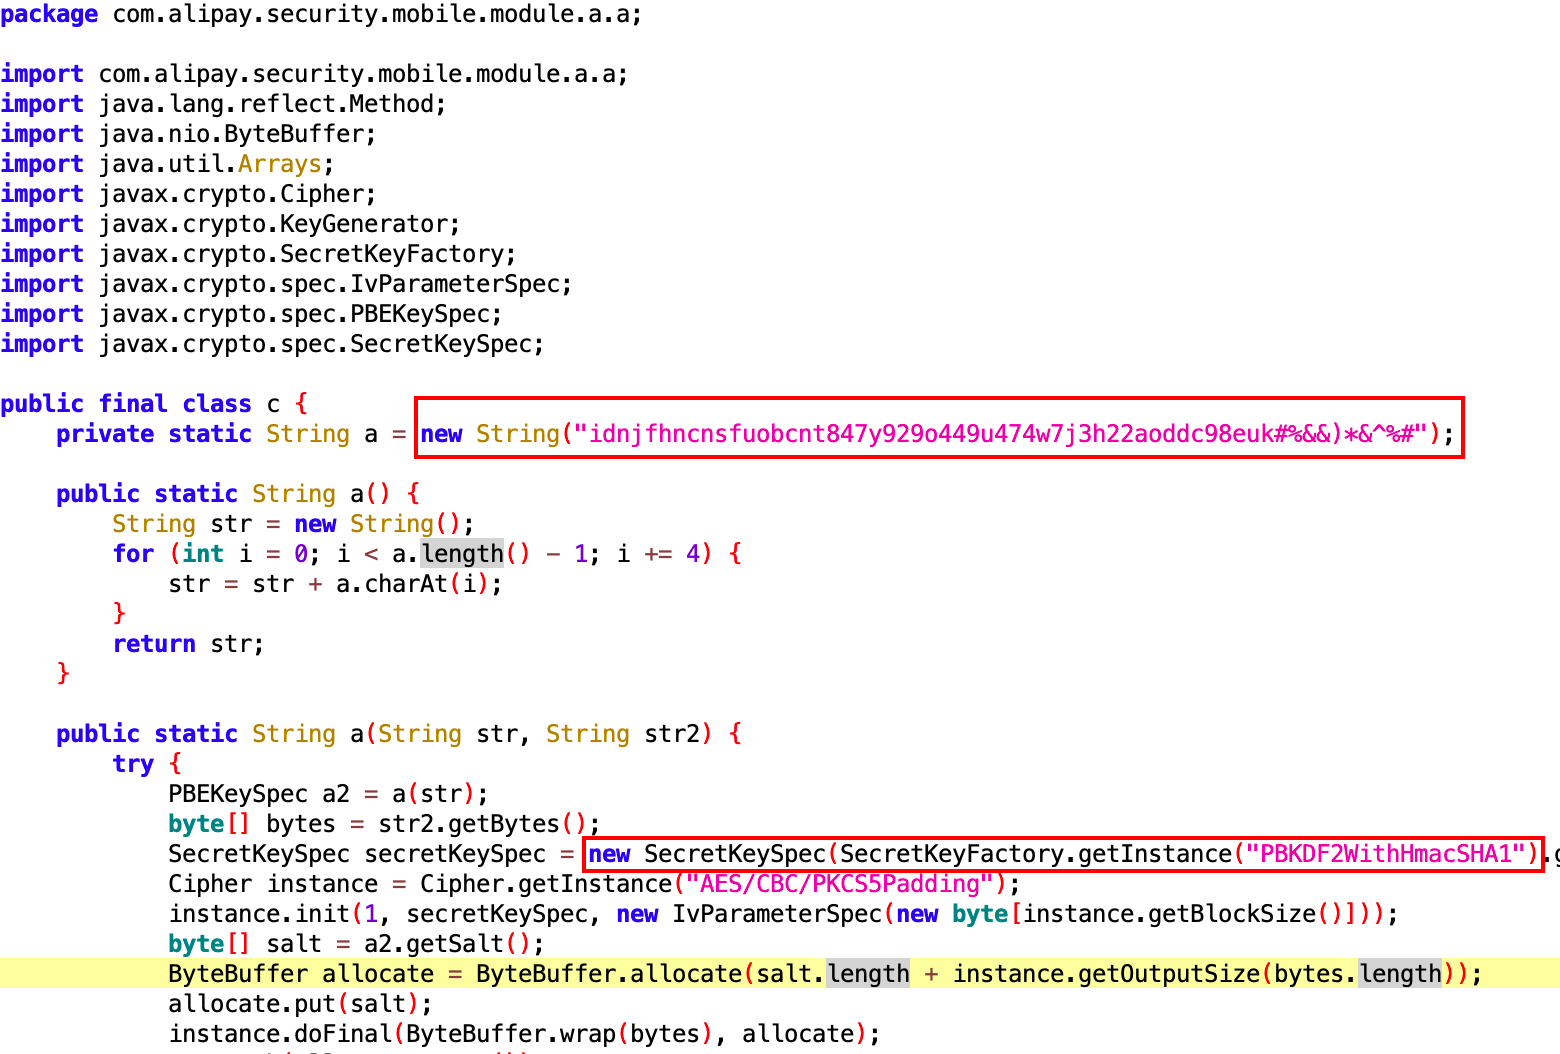 package com.alipay.security.mobile.module.a.a;
import com.alipay.security.mobile.module.a.a;
import java.lang.reflect.Method;
import java.nio.ByteBuffer;
import java.util.Arrays;
import javax.crypto.Cipher;
import javax.crypto.KeyGenerator;
import javax.crypto.SecretKeyFactory;
import javax.crypto.spec.IvParameterSpec;
import javax.crypto.spec.PBEKeySpec;
import javax.crypto.spec.SecretKeySpec;
public final class c {
    private static String a = new String("idnjfhncnsfuobcnt847y929o449u474w7j3h22aoddc98euk#%&&)*&^%#");
    public static String a() {
        String str = new String();
        for (int i = 0; i < a.length() - 1; i += 4) {
            str = str + a.charAt(i);
        }
        return str;
    }
    public static String a(String str, String str2) {
        try {
            PBEKeySpec a2 = a(str);
            byte[] bytes = str2.getBytes();
            SecretKeySpec secretKeySpec = new SecretKeySpec(SecretKeyFactory.getInstance("PBKDF2WithHmacSHA1").
            Cipher instance = Cipher.getInstance("AES/CBC/PKCS5Padding");
            instance.init(1, secretKeySpec, new IvParameterSpec(new byte[instance.getBlockSize()]));
            byte[] salt = a2.getSalt();
            ByteBuffer allocate = ByteBuffer.allocate(salt.length + instance.getOutputSize(bytes.length));
            allocate.put(salt);
            instance.doFinal(ByteBuffer.wrap(bytes), allocate);